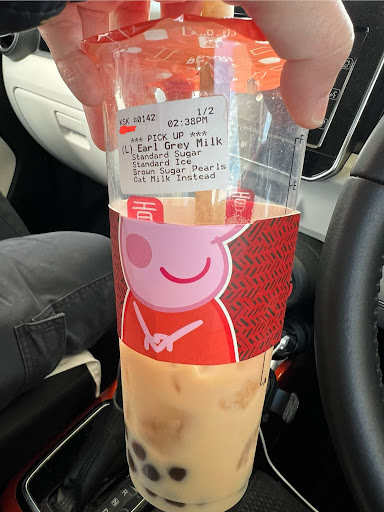 KSK #0142 1/2
02:38PM
*** PICK UP ***
(L) Earl Grey Milk
Standard Sugar
Standard Ice
Brown Sugar Pearls
Oat Milk Instead